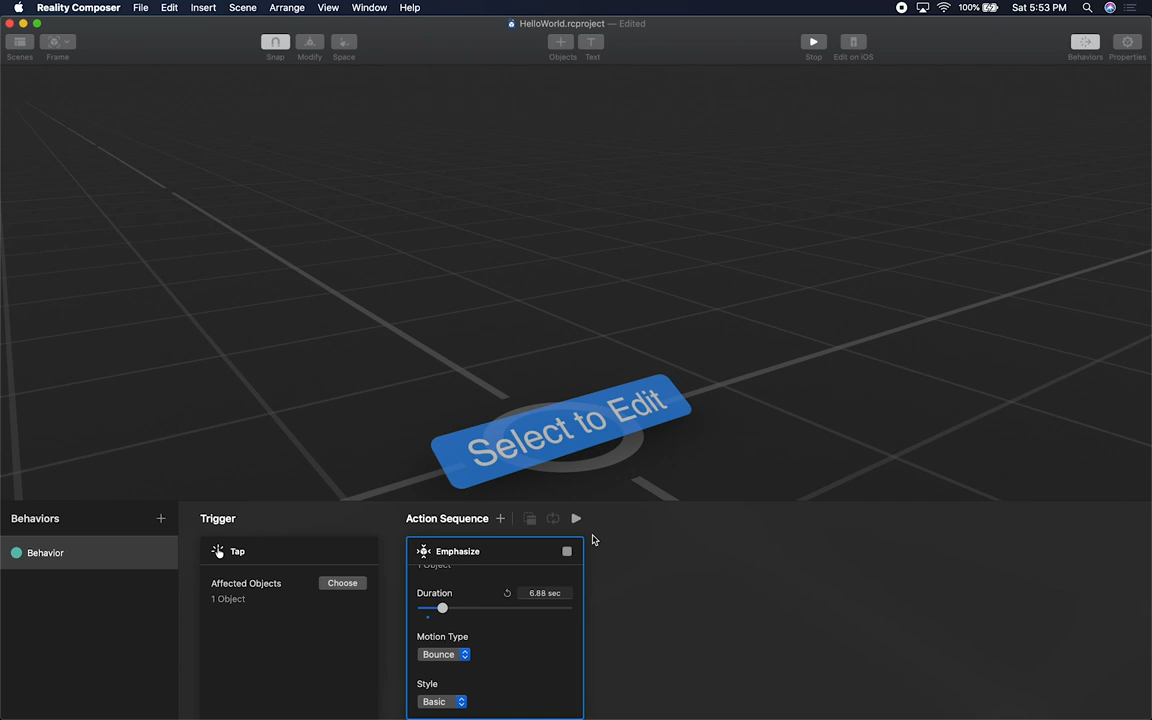 Reality Composer File Edit Insert Scene Arrange View Window Help 100% Sat 5:53 PM
HelloWorld.rcproject — Edited
Scenes Frame Snap Modify Space Objects Text Stop Edit on iOS Behaviors Properties
Select to Edit
Behaviors Trigger Action Sequence
Behavior Tap Emphasize
1 Object
Affected Objects Choose Duration 6.88 sec
1 Object
Motion Type
Bounce
Style
Basic